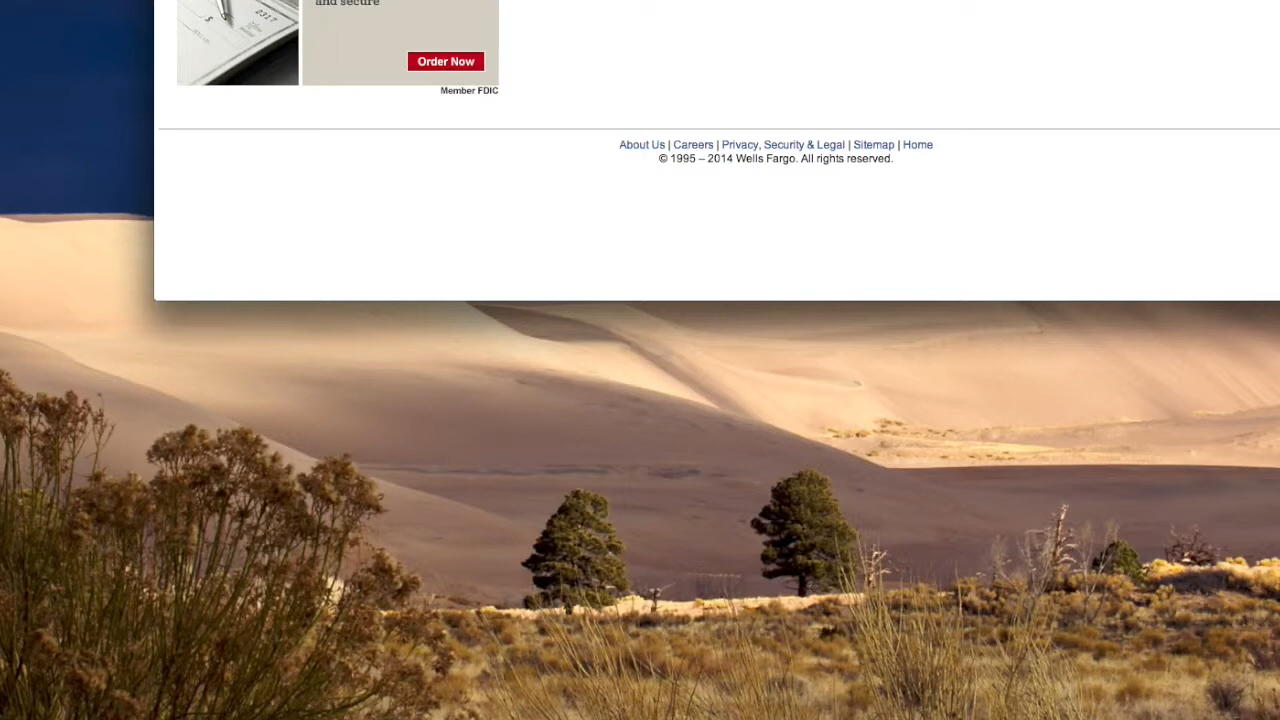 and secure
2317
$
Order Now
Member FDIC
About Us | Careers | Privacy, Security & Legal | Sitemap | Home
© 1995 – 2014 Wells Fargo. All rights reserved.